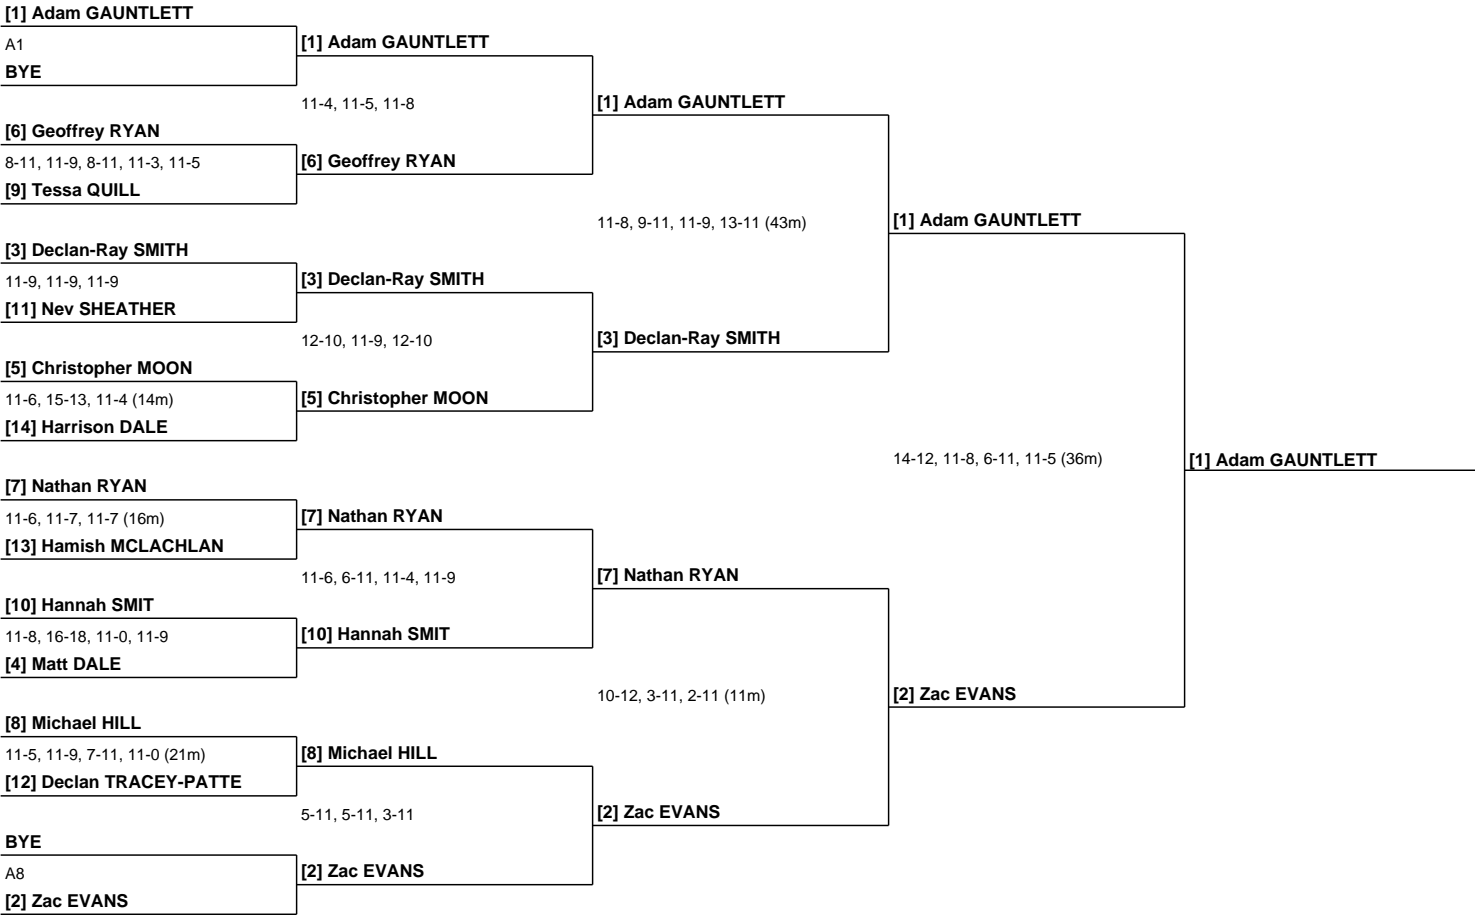 [1] Adam GAUNTLETT
A1
BYE
[6] Geoffrey RYAN
8-11, 11-9, 8-11, 11-3, 11-5
[9] Tessa QUILL
[3] Declan-Ray SMITH
11-9, 11-9, 11-9
[11] Nev SHEATHER
[5] Christopher MOON
11-6, 15-13, 11-4 (14m)
[14] Harrison DALE
[7] Nathan RYAN
11-6, 11-7, 11-7 (16m)
[13] Hamish MCLACHLAN
[10] Hannah SMIT
11-8, 16-18, 11-0, 11-9
[4] Matt DALE
[8] Michael HILL
11-5, 11-9, 7-11, 11-0 (21m)
[12] Declan TRACEY-PATTE
BYE
A8
[2] Zac EVANS
[1] Adam GAUNTLETT
11-4, 11-5, 11-8
[6] Geoffrey RYAN
[3] Declan-Ray SMITH
12-10, 11-9, 12-10
[5] Christopher MOON
[7] Nathan RYAN
11-6, 6-11, 11-4, 11-9
[10] Hannah SMIT
[8] Michael HILL
5-11, 5-11, 3-11
[2] Zac EVANS
[1] Adam GAUNTLETT
11-8, 9-11, 11-9, 13-11 (43m)
[3] Declan-Ray SMITH
[7] Nathan RYAN
10-12, 3-11, 2-11 (11m)
[2] Zac EVANS
[1] Adam GAUNTLETT
14-12, 11-8, 6-11, 11-5 (36m)
[2] Zac EVANS
[1] Adam GAUNTLETT